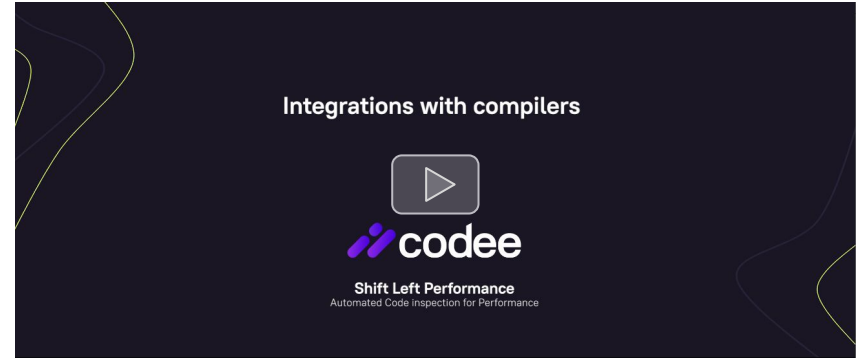 Integrations with compilers
codee
Shift Left Performance
Automated Code inspection for Performance